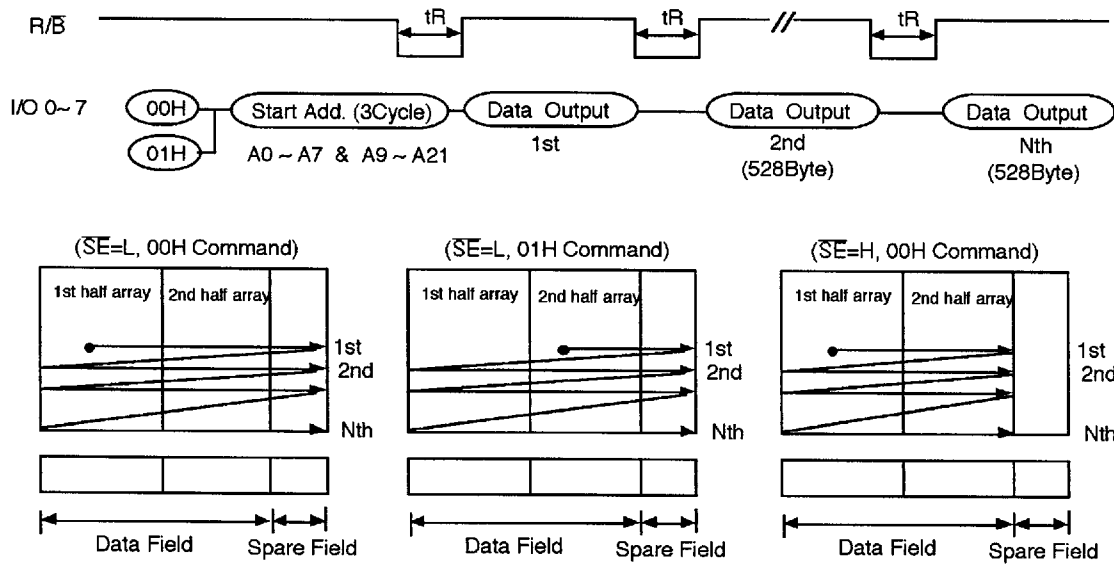 R/B̅ tR tR tR
I/O 0~7 00H Start Add. (3Cycle) Data Output Data Output Data Output
01H A0 ~ A7 & A9 ~ A21 1st 2nd Nth
(528Byte) (528Byte)
(S̅E̅=L, 00H Command) (S̅E̅=L, 01H Command) (S̅E̅=H, 00H Command)
1st half array 2nd half array 1st half array 2nd half array 1st half array 2nd half array
1st 1st 1st
2nd 2nd 2nd
Nth Nth Nth
Data Field Spare Field Data Field Spare Field Data Field Spare Field